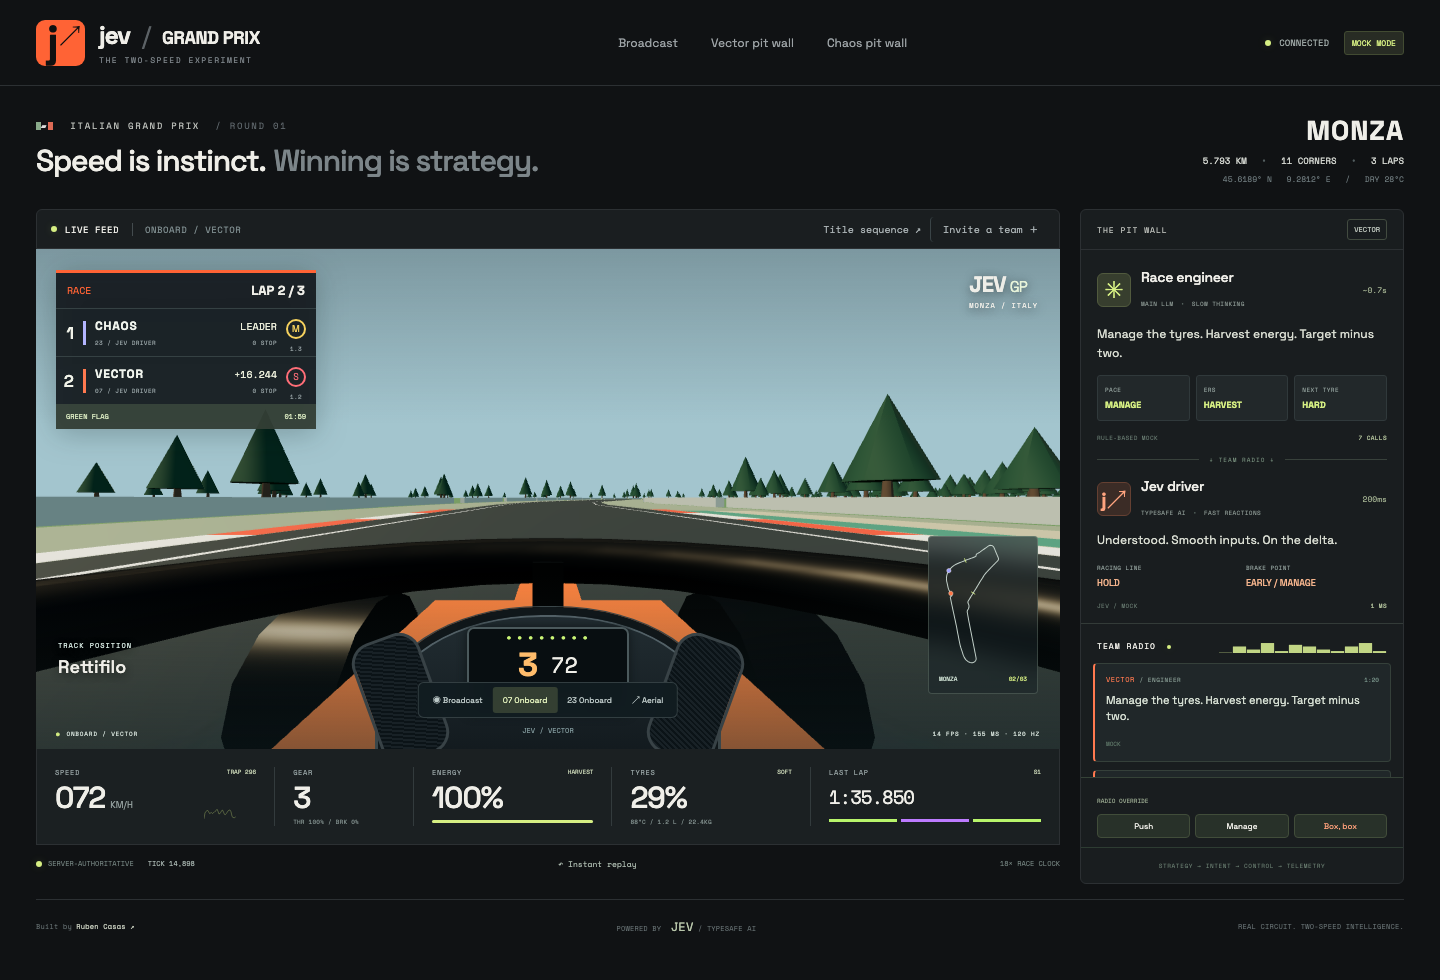 jev / GRAND PRIX
THE TWO-SPEED EXPERIMENT
Broadcast
Vector pit wall
Chaos pit wall
CONNECTED
MOCK MODE
ITALIAN GRAND PRIX / ROUND 01
Speed is instinct. Winning is strategy.
MONZA
5.793 KM · 11 CORNERS · 3 LAPS
45.6189° N 9.2812° E / DRY 28°C
LIVE FEED
ONBOARD / VECTOR
Title sequence ↗
Invite a team +
RACE
LAP 2 / 3
1 CHAOS LEADER M
23 / JEV DRIVER 0 STOP 1.3
2 VECTOR +16.244 S
07 / JEV DRIVER 0 STOP 1.2
GREEN FLAG 01:59
JEV GP
MONZA / ITALY
TRACK POSITION
Rettifilo
ONBOARD / VECTOR
3 72
Broadcast
07 Onboard
23 Onboard
↗ Aerial
JEV / VECTOR
MONZA 02/03
14 FPS · 155 MS · 120 HZ
SPEED TRAP 296
072 KM/H
GEAR
3
THR 100% / BRK 0%
ENERGY HARVEST
100%
TYRES SOFT
29%
68°C / 1.2 L / 22.4KG
LAST LAP S1
1:35.850
SERVER-AUTHORITATIVE TICK 14,898
↶ Instant replay
18× RACE CLOCK
THE PIT WALL
VECTOR
Race engineer
MAIN LLM · SLOW THINKING
~0.7s
Manage the tyres. Harvest energy. Target minus
two.
PACE
MANAGE
ERS
HARVEST
NEXT TYRE
HARD
RULE-BASED MOCK 7 CALLS
↓ TEAM RADIO ↓
j
Jev driver
TYPESAFE AI · FAST REACTIONS
200ms
Understood. Smooth inputs. On the delta.
RACING LINE
HOLD
BRAKE POINT
EARLY / MANAGE
JEV / MOCK 1 MS
TEAM RADIO
VECTOR / ENGINEER 1:20
Manage the tyres. Harvest energy. Target minus
two.
MOCK
RADIO OVERRIDE
Push
Manage
Box, box
STRATEGY → INTENT → CONTROL → TELEMETRY
Built by Ruben Casas ↗
POWERED BY JEV / TYPESAFE AI
REAL CIRCUIT. TWO-SPEED INTELLIGENCE.